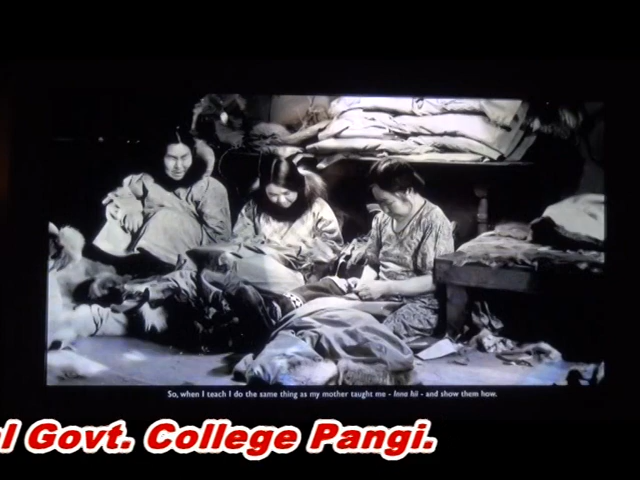 So, when I teach I do the same thing as my mother taught me - Inne hii - and show them how.
l Govt. College Pangi.